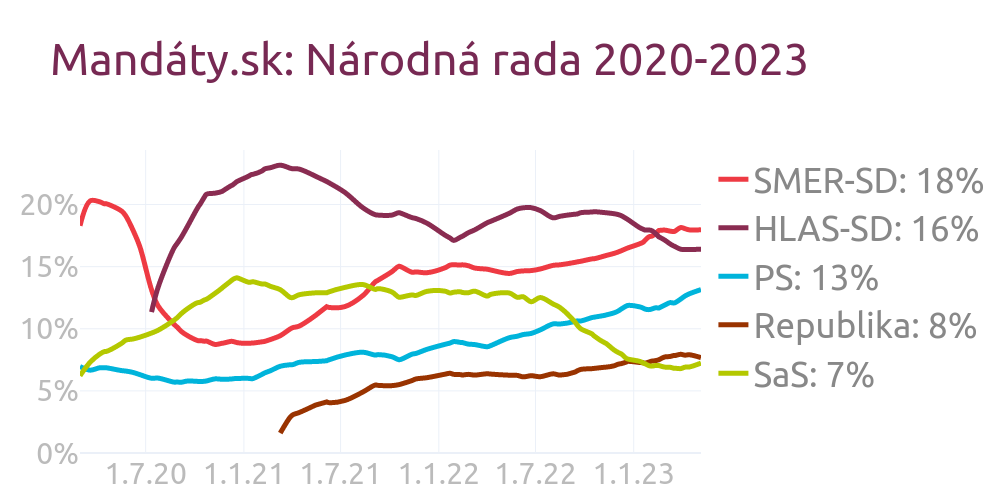 Mandáty.sk: Národná rada 2020-2023
20%
15%
10%
5%
0%
1.7.20 1.1.21 1.7.21 1.1.22 1.7.22 1.1.23
SMER-SD: 18%
HLAS-SD: 16%
PS: 13%
Republika: 8%
SaS: 7%